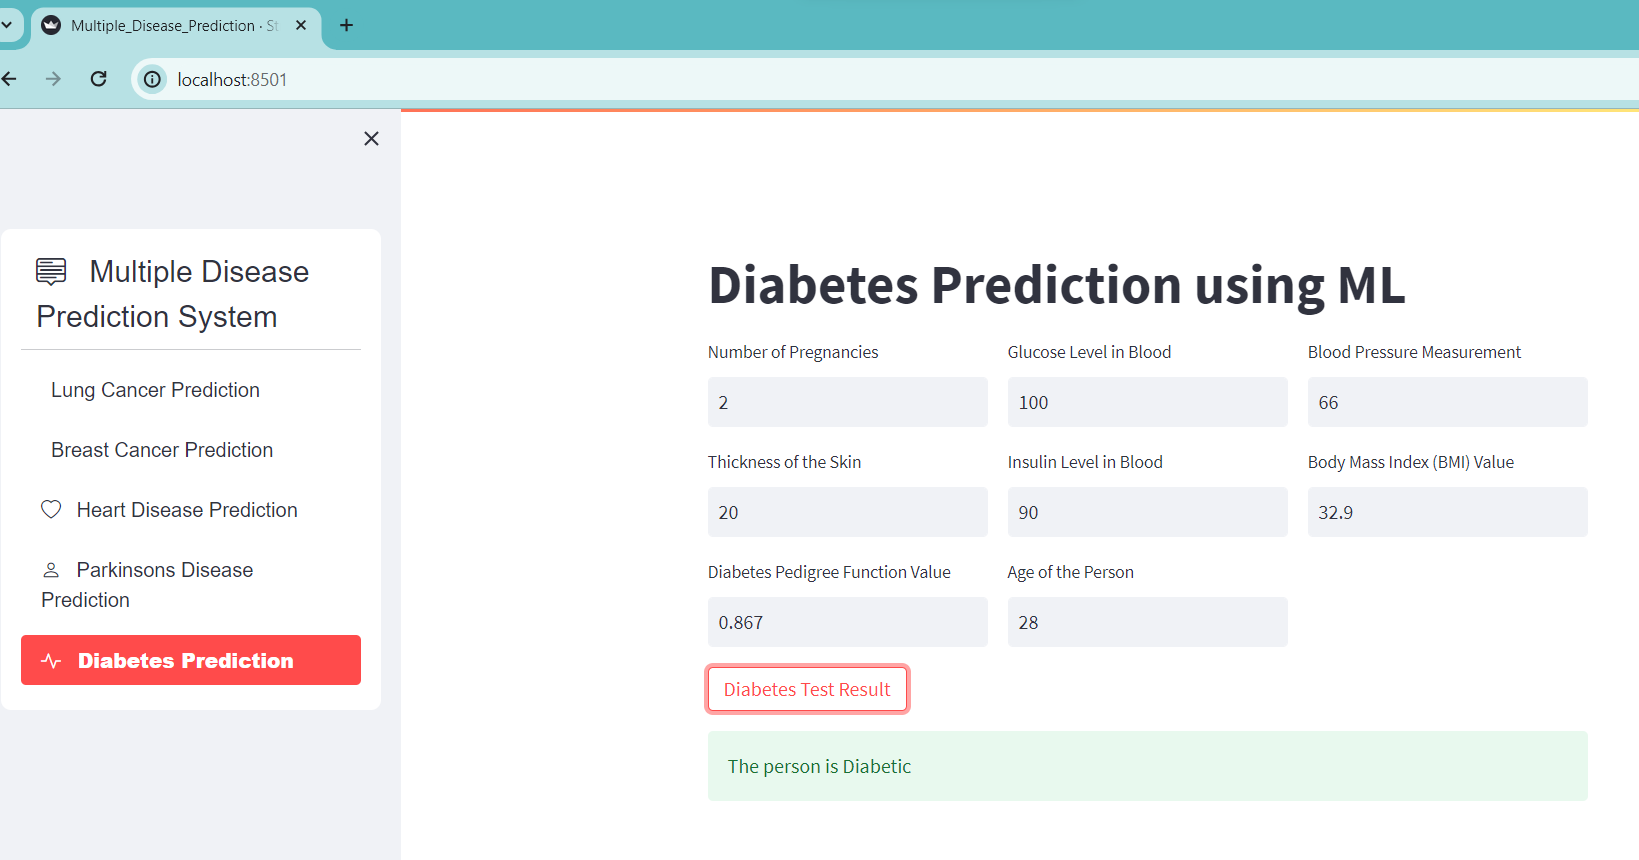 Multiple_Disease_Prediction · St
localhost:8501
Multiple Disease
Prediction System
Lung Cancer Prediction
Breast Cancer Prediction
Heart Disease Prediction
Parkinsons Disease
Prediction
Diabetes Prediction
Diabetes Prediction using ML
Number of Pregnancies
Glucose Level in Blood
Blood Pressure Measurement
2
100
66
Thickness of the Skin
Insulin Level in Blood
Body Mass Index (BMI) Value
20
90
32.9
Diabetes Pedigree Function Value
Age of the Person
0.867
28
Diabetes Test Result
The person is Diabetic